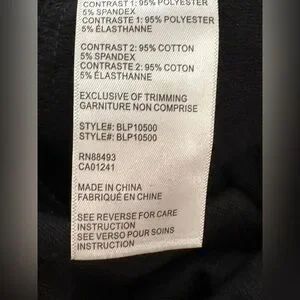 CONTRAST 1: 95% POLYESTER
5% SPANDEX
CONTRASTE 1: 95% POLYESTER
5% ÉLASTHANNE
CONTRAST 2: 95% COTTON
5% SPANDEX
CONTRASTE 2: 95% COTON
5% ÉLASTHANNE
EXCLUSIVE OF TRIMMING
GARNITURE NON COMPRISE
STYLE#: BLP10500
STYLE#: BLP10500
RN88493
CA01241
MADE IN CHINA
FABRIQUÉ EN CHINE
SEE REVERSE FOR CARE
INSTRUCTION
SEE VERSO POUR SOINS
INSTRUCTION